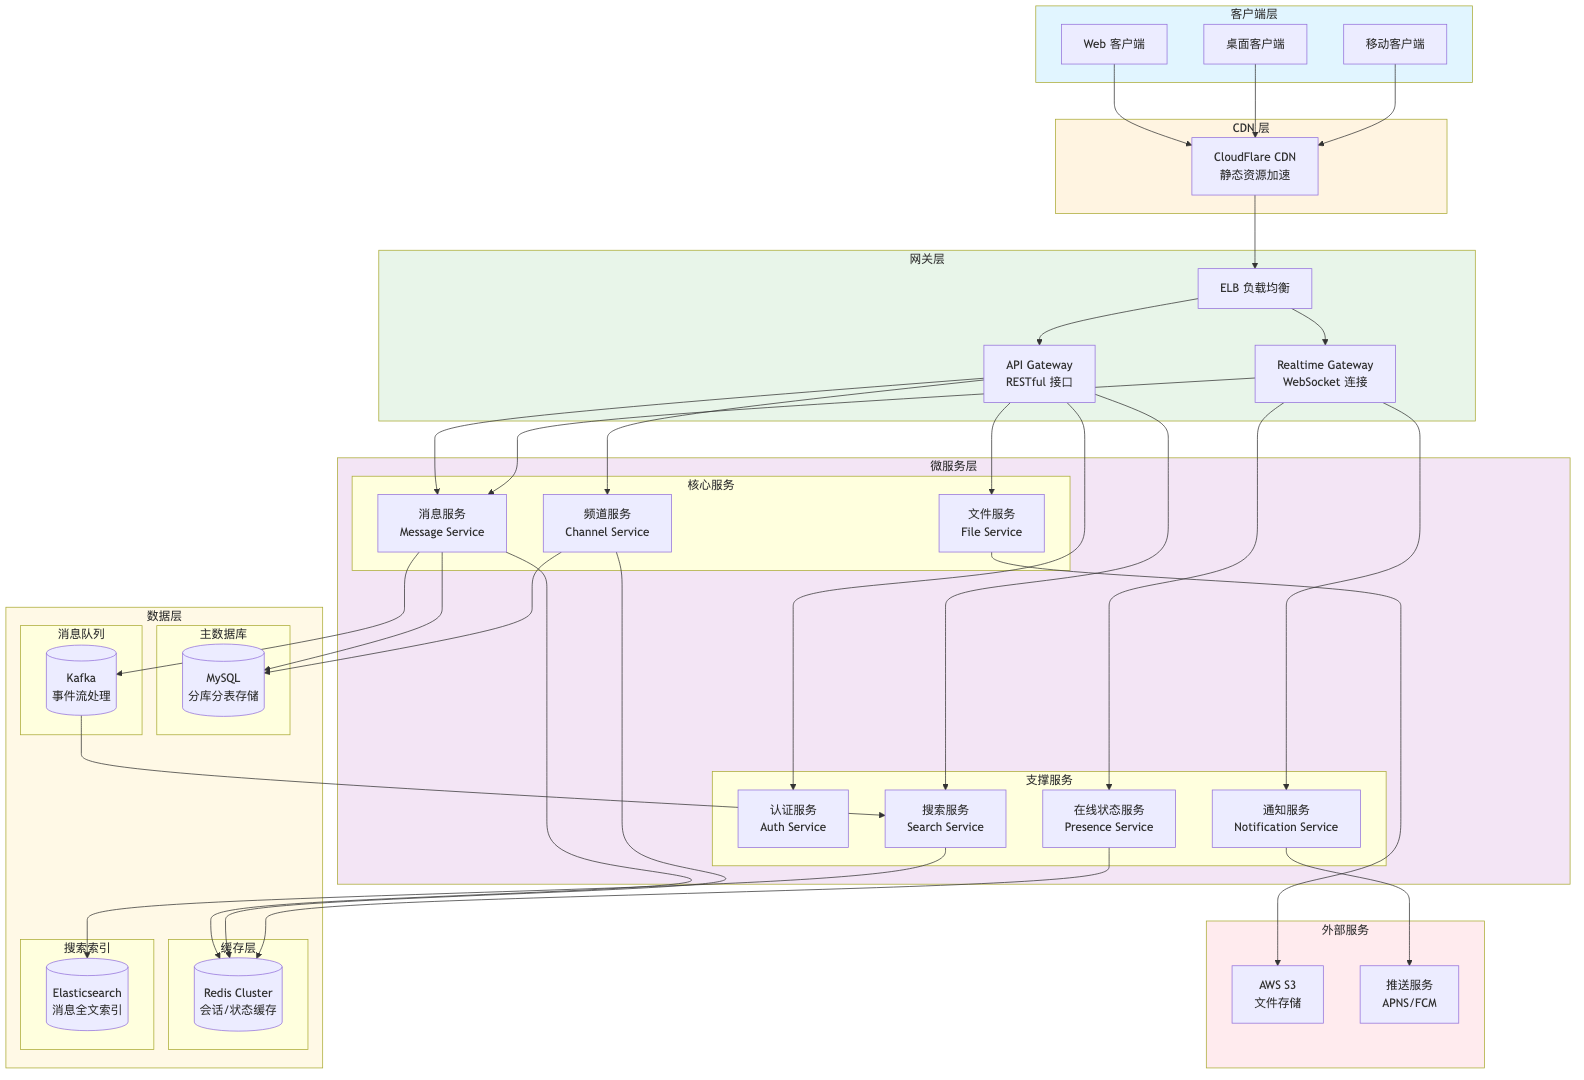 客户端层
Web 客户端
桌面客户端
移动客户端
CDN 层
CloudFlare CDN
静态资源加速
网关层
ELB 负载均衡
API Gateway
RESTful 接口
Realtime Gateway
WebSocket 连接
微服务层
核心服务
消息服务
Message Service
频道服务
Channel Service
文件服务
File Service
数据层
消息队列
Kafka
事件流处理
主数据库
MySQL
分库分表存储
支撑服务
认证服务
Auth Service
搜索服务
Search Service
在线状态服务
Presence Service
通知服务
Notification Service
搜索索引
Elasticsearch
消息全文索引
缓存层
Redis Cluster
会话/状态缓存
外部服务
AWS S3
文件存储
推送服务
APNS/FCM